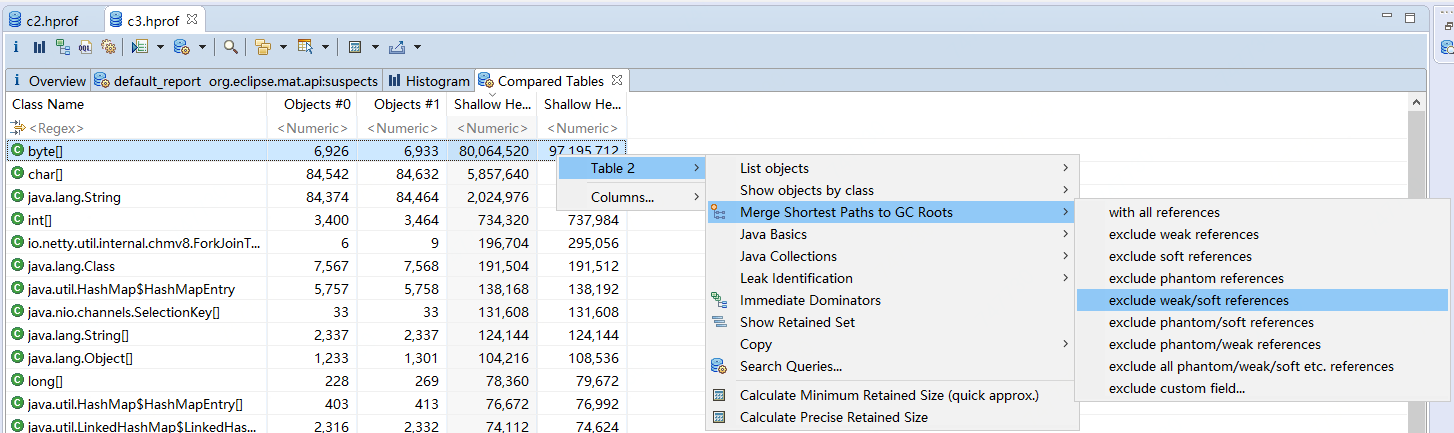 c2.hprof c3.hprof
i OQL
i Overview default_report org.eclipse.mat.api:suspects Histogram Compared Tables
Class Name Objects #0 Objects #1 Shallow He... Shallow He...
<Regex> <Numeric> <Numeric> <Numeric> <Numeric>
byte[] 6,926 6,933 80,064,520 97,195,712
char[] 84,542 84,632 5,857,640
java.lang.String 84,374 84,464 2,024,976
int[] 3,400 3,464 734,320 737,984
io.netty.util.internal.chmv8.ForkJoinT... 6 9 196,704 295,056
java.lang.Class 7,567 7,568 191,504 191,512
java.util.HashMap$HashMapEntry 5,757 5,758 138,168 138,192
java.nio.channels.SelectionKey[] 33 33 131,608 131,608
java.lang.String[] 2,337 2,337 124,144 124,144
java.lang.Object[] 1,233 1,301 104,216 108,536
long[] 228 269 78,360 79,672
java.util.HashMap$HashMapEntry[] 403 413 76,672 76,992
java.util.LinkedHashMap$LinkedHas... 2,316 2,332 74,112 74,624
Table 2
Columns...
List objects
Show objects by class
Merge Shortest Paths to GC Roots
Java Basics
Java Collections
Leak Identification
Immediate Dominators
Show Retained Set
Copy
Search Queries...
Calculate Minimum Retained Size (quick approx.)
Calculate Precise Retained Size
with all references
exclude weak references
exclude soft references
exclude phantom references
exclude weak/soft references
exclude phantom/soft references
exclude phantom/weak references
exclude all phantom/weak/soft etc. references
exclude custom field...